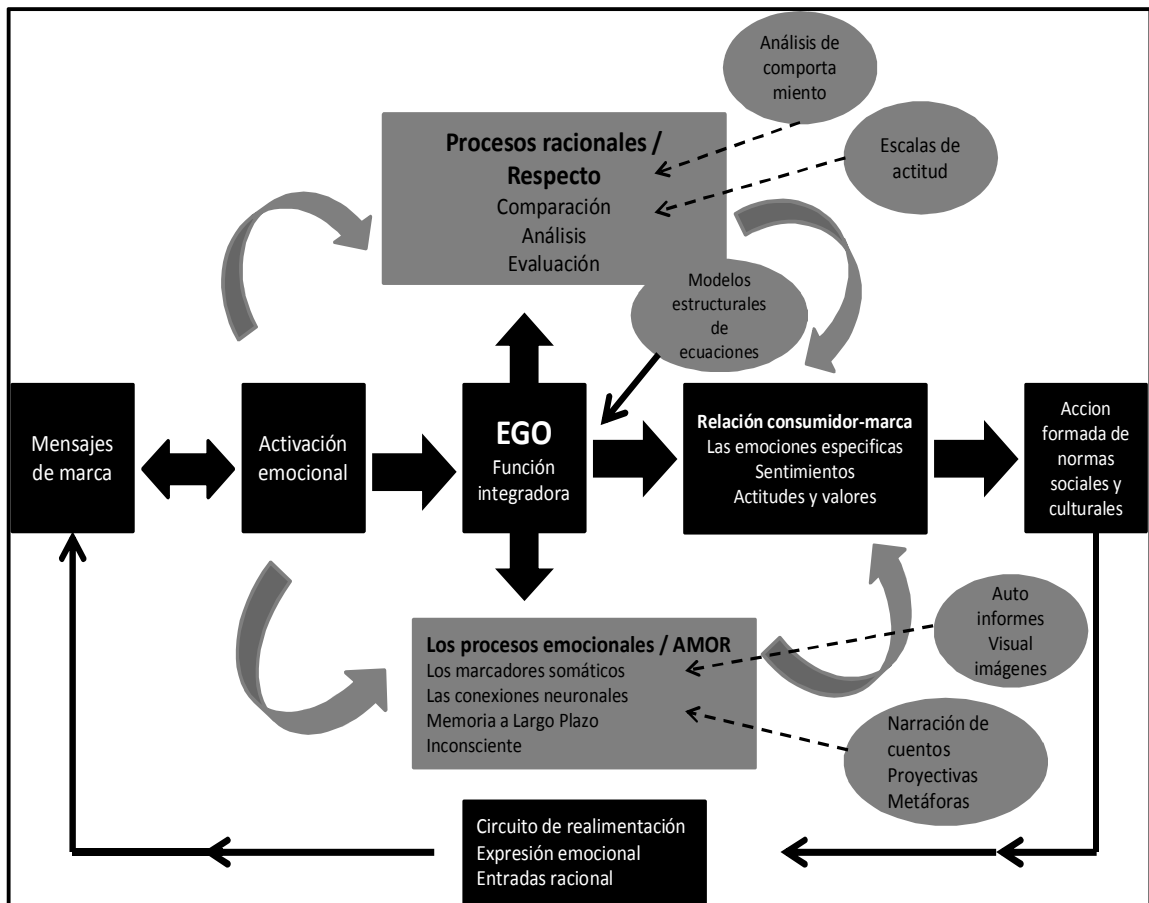 Análisis de
comporta
miento
Procesos racionales /
Respecto
Comparación
Análisis
Evaluación
Escalas de
actitud
Modelos
estructurales
de
ecuaciones
Mensajes
de marca
Activación
emocional
EGO
Función
integradora
Relación consumidor-marca
Las emociones especificas
Sentimientos
Actitudes y valores
Accion
formada de
normas
sociales y
culturales
Los procesos emocionales / AMOR
Los marcadores somáticos
Las conexiones neuronales
Memoria a Largo Plazo
Inconsciente
Auto
informes
Visual
imágenes
Narración de
cuentos
Proyectivas
Metáforas
Circuito de realimentación
Expresión emocional
Entradas racional